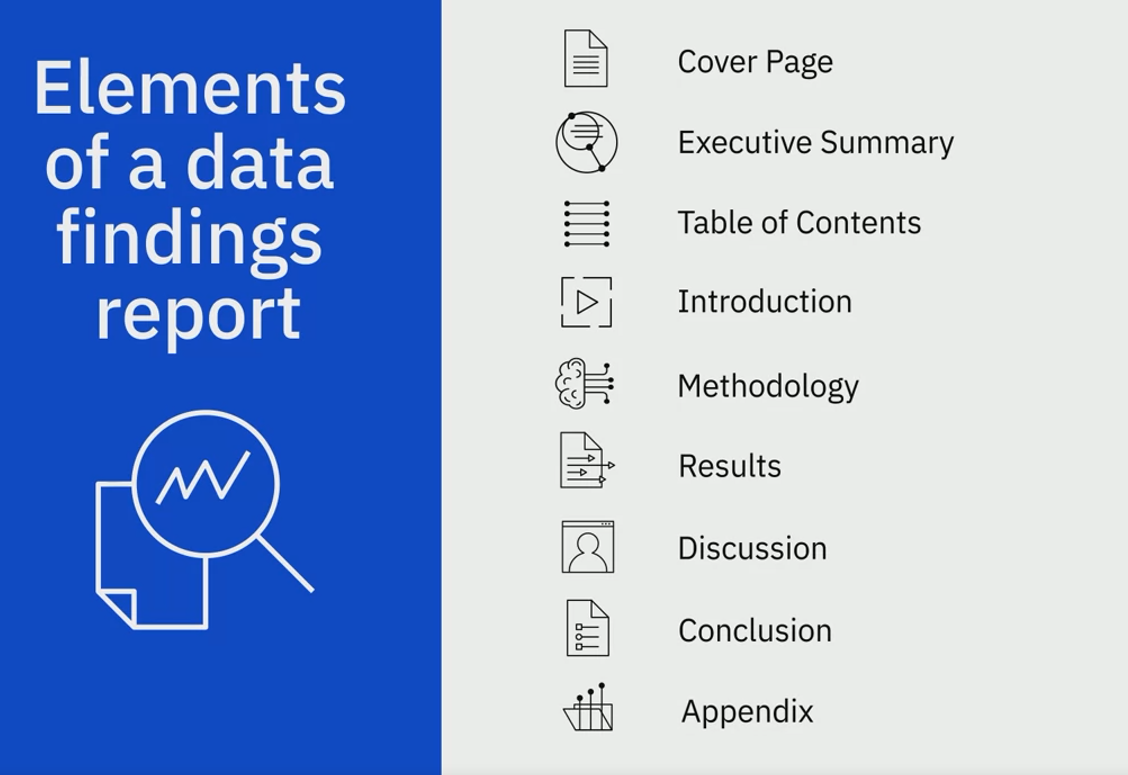 Elements
of a data
findings
report
Cover Page
Executive Summary
Table of Contents
Introduction
Methodology
Results
Discussion
Conclusion
Appendix